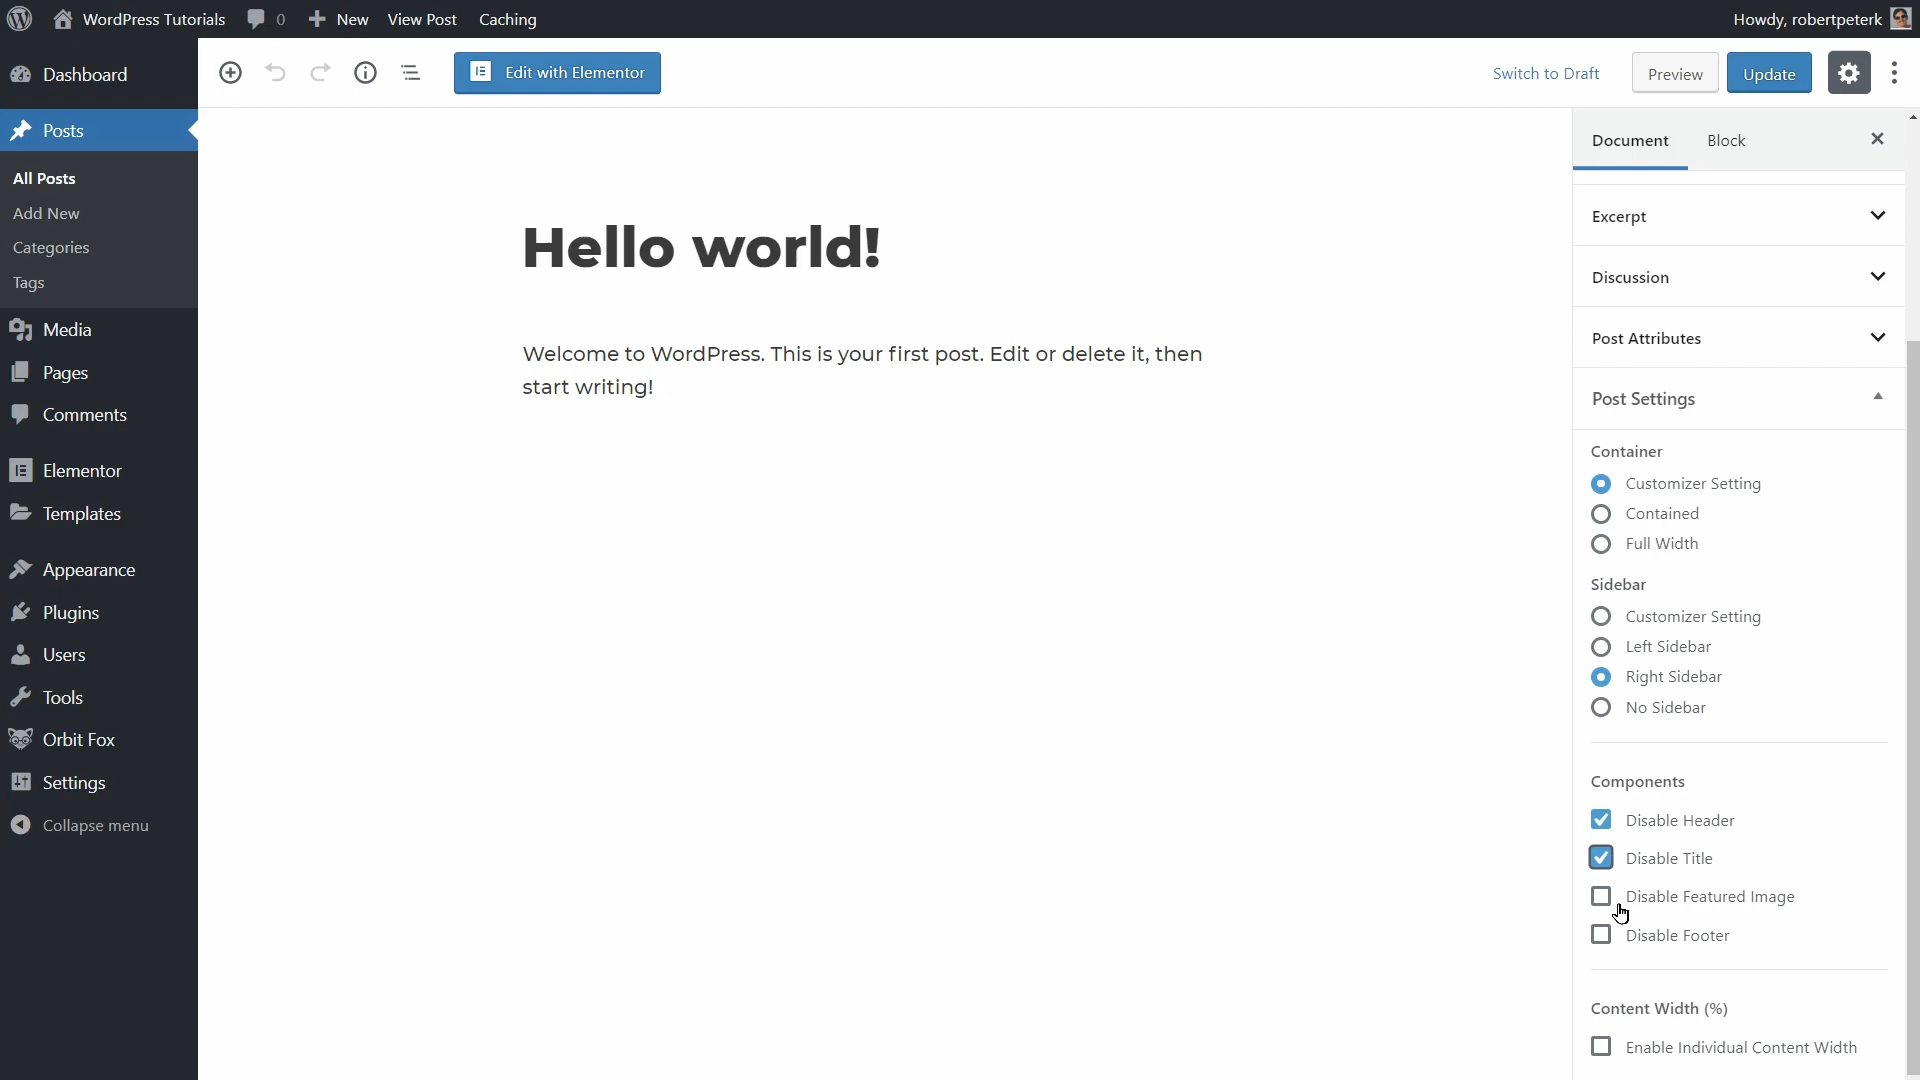 WordPress Tutorials 0 New View Post Caching Howdy, robertpeterk
Dashboard
Posts
All Posts
Add New
Categories
Tags
Media
Pages
Comments
Elementor
Templates
Appearance
Plugins
Users
Tools
Orbit Fox
Settings
Collapse menu
Edit with Elementor Switch to Draft Preview Update
Hello world!
Welcome to WordPress. This is your first post. Edit or delete it, then
start writing!
Document Block
Excerpt
Discussion
Post Attributes
Post Settings
Container
Customizer Setting
Contained
Full Width
Sidebar
Customizer Setting
Left Sidebar
Right Sidebar
No Sidebar
Components
Disable Header
Disable Title
Disable Featured Image
Disable Footer
Content Width (%)
Enable Individual Content Width